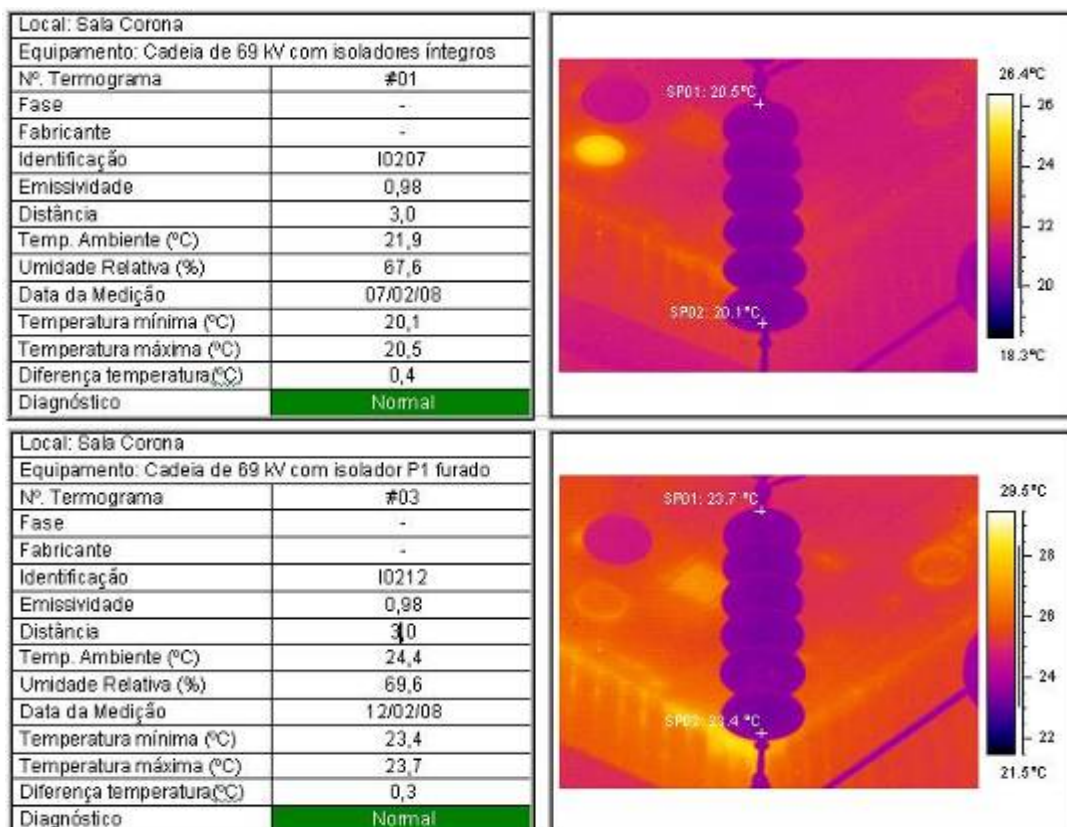 Local: Sala Corona
Equipamento: Cadeia de 69 kV com isoladores íntegros
Nº. Termograma #01
Fase -
Fabricante -
Identificação I0207
Emissividade 0,98
Distância 3,0
Temp. Ambiente (ºC) 21,9
Umidade Relativa (%) 67,6
Data da Medição 07/02/08
Temperatura mínima (ºC) 20,1
Temperatura máxima (ºC) 20,5
Diferença temperatura(ºC) 0,4
Diagnóstico Normal
SP01: 20.5°C
SP02: 20.1°C
26.4°C
26
24
22
20
18.3°C
Local: Sala Corona
Equipamento: Cadeia de 69 kV com isolador P1 furado
Nº. Termograma #03
Fase -
Fabricante -
Identificação I0212
Emissividade 0,98
Distância 3,0
Temp. Ambiente (ºC) 24,4
Umidade Relativa (%) 69,6
Data da Medição 12/02/08
Temperatura mínima (ºC) 23,4
Temperatura máxima (ºC) 23,7
Diferença temperatura(ºC) 0,3
Diagnóstico Normal
SP01: 23.7 °C
SP02: 23.4 °C
29.5°C
28
26
24
22
21.5°C